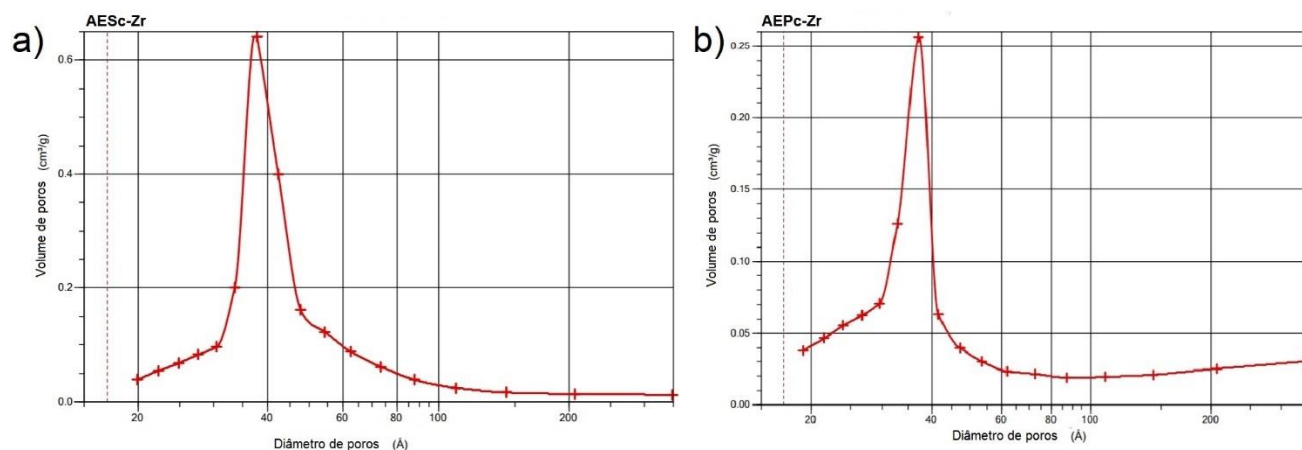 a)
AESc-Zr
Volume de poros (cm³/g)
0.6
0.4
0.2
0.0
20 40 60 80 100 200
Diâmetro de poros (Å)
b)
AEPc-Zr
Volume de poros (cm³/g)
0.25
0.20
0.15
0.10
0.05
0.00
20 40 60 80 100 200
Diâmetro de poros (Å)